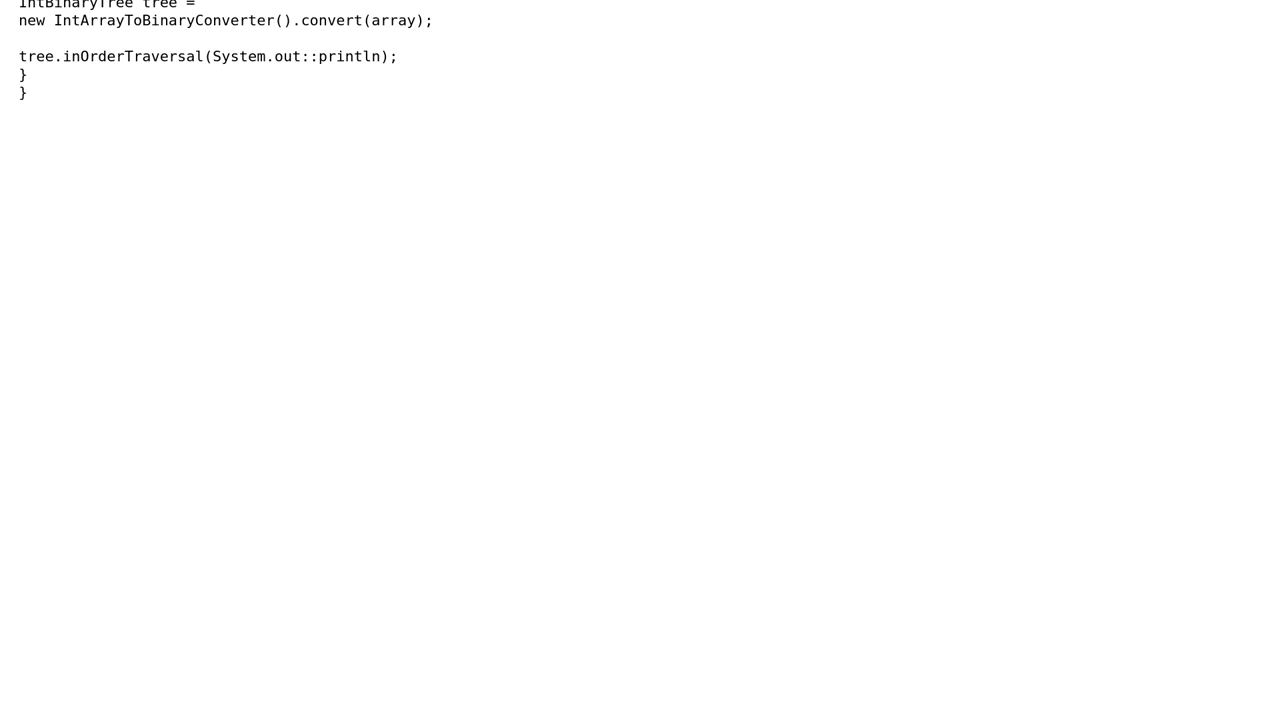 IntBinaryTree tree =
new IntArrayToBinaryConverter().convert(array);
tree.inOrderTraversal(System.out::println);
}
}